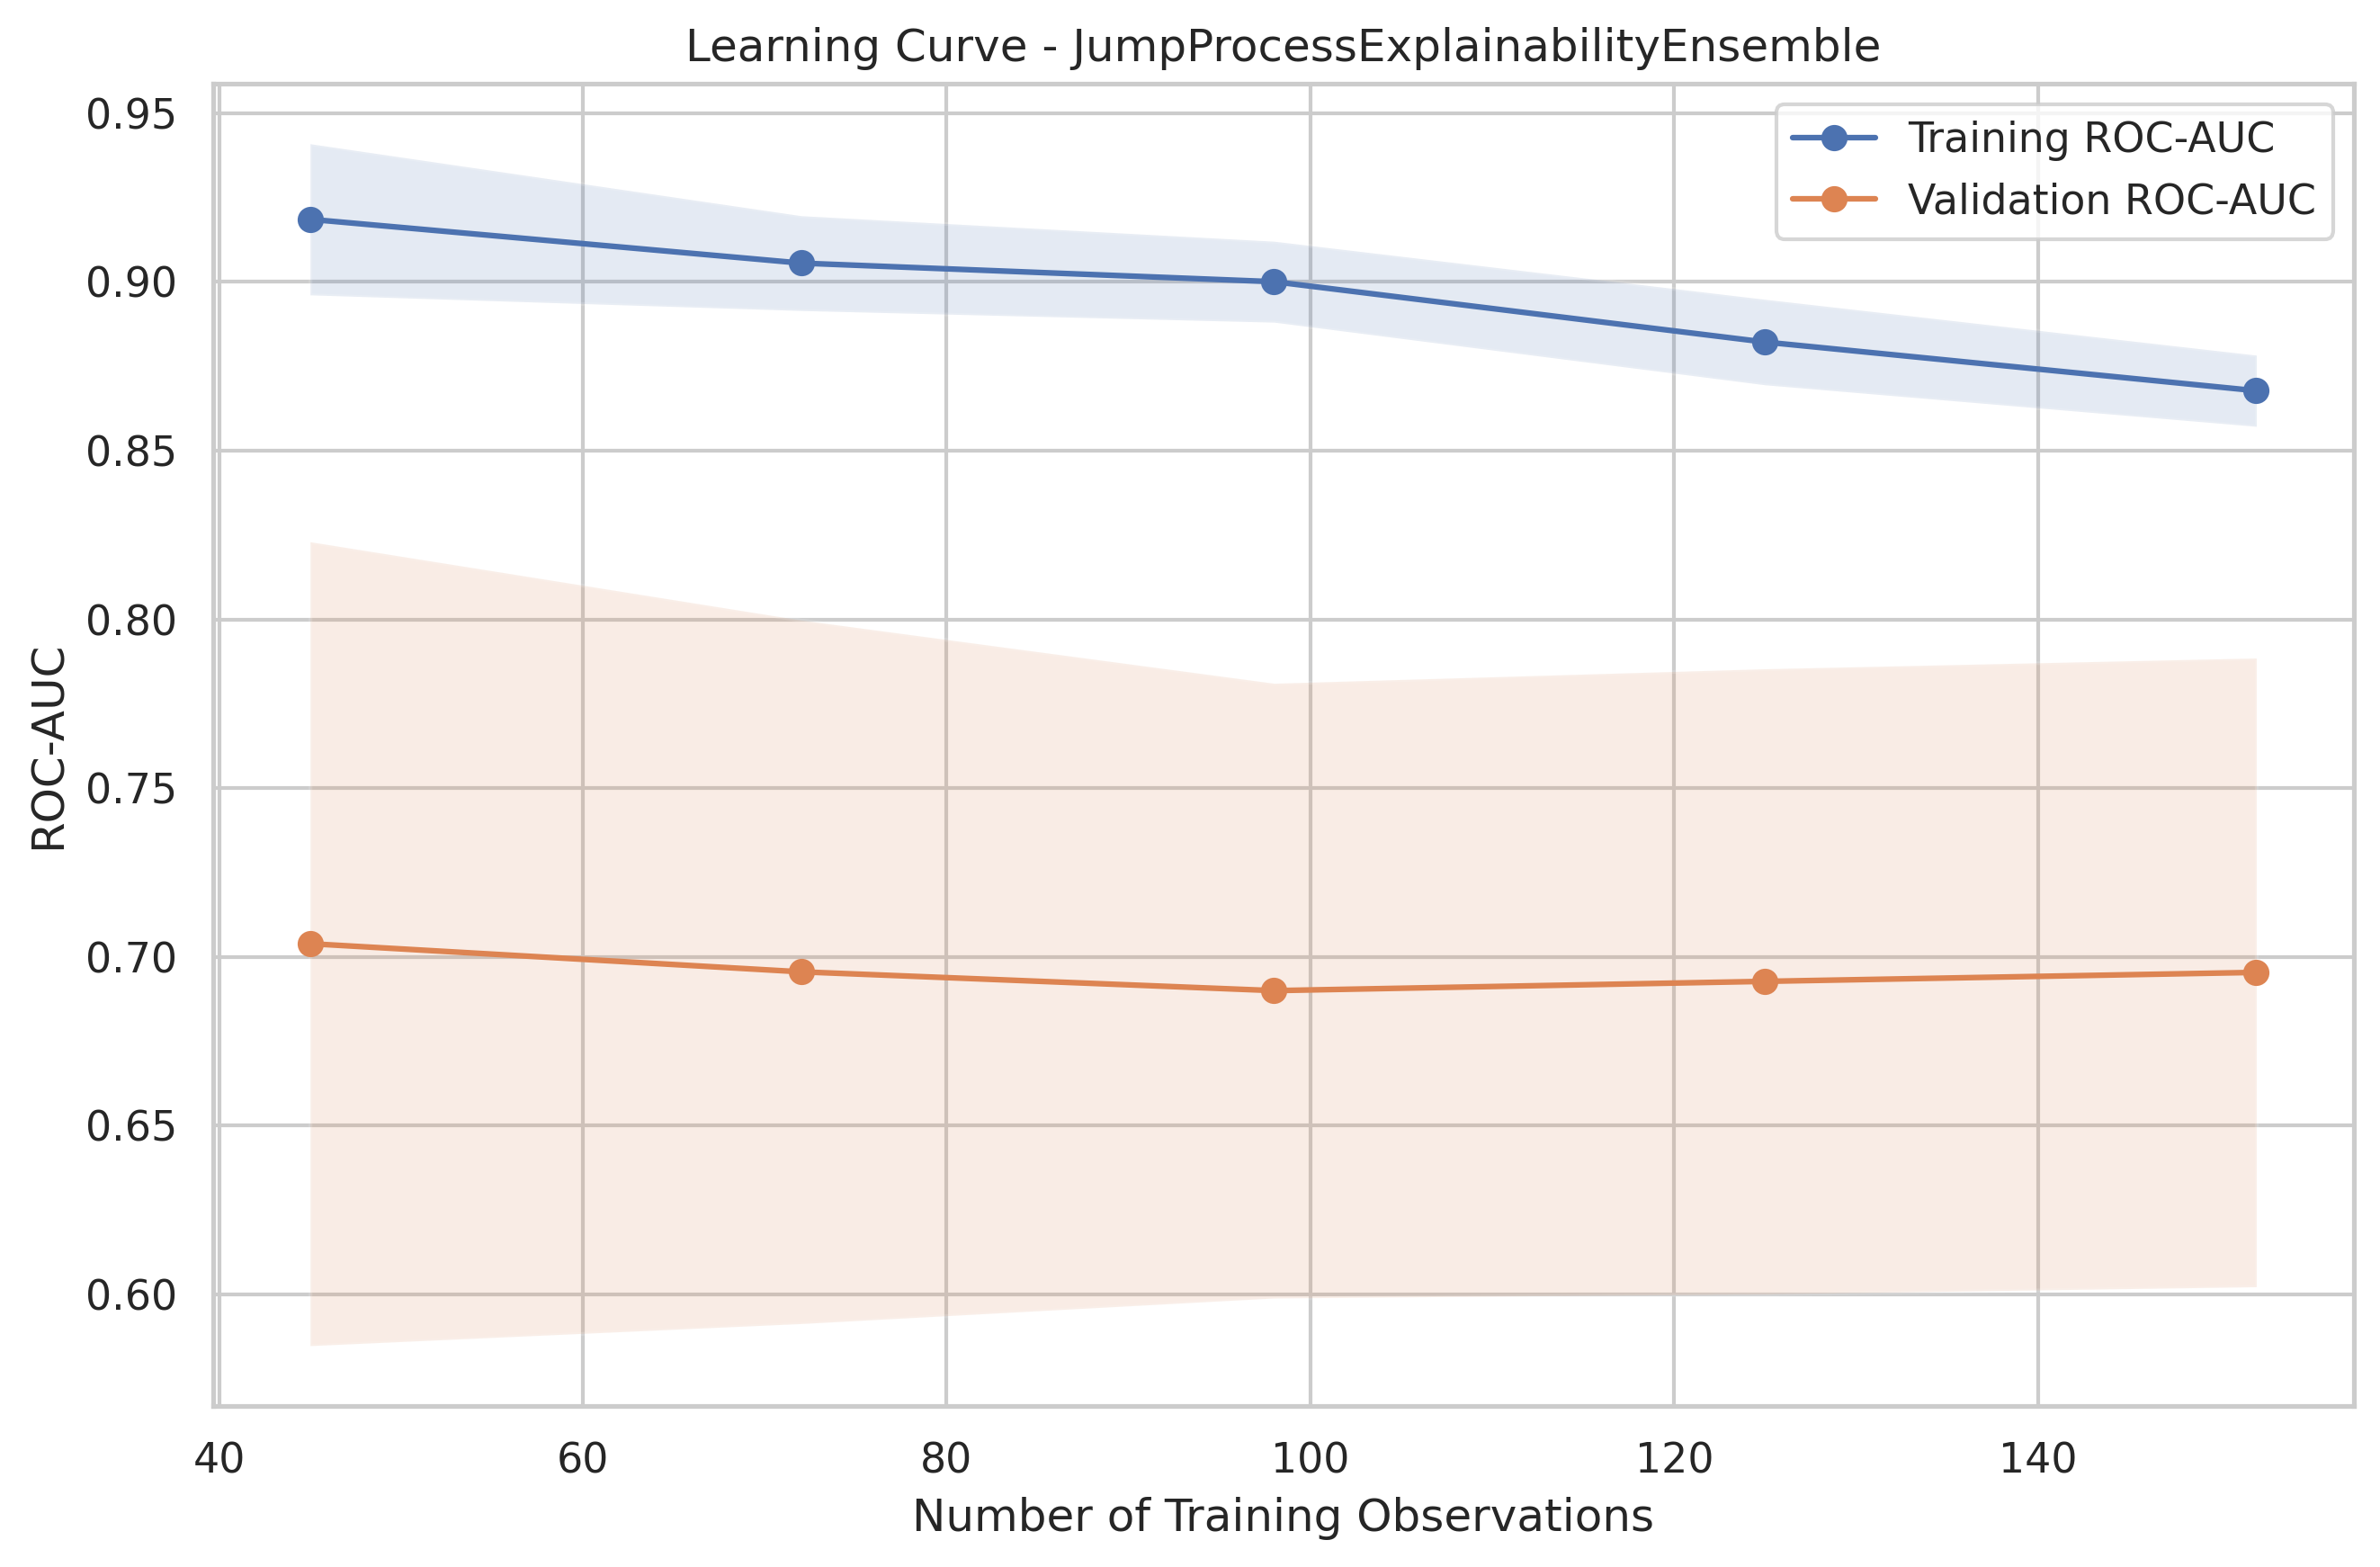 Learning Curve - JumpProcessExplainabilityEnsemble
Training ROC-AUC
Validation ROC-AUC
ROC-AUC
0.95
0.90
0.85
0.80
0.75
0.70
0.65
0.60
40 60 80 100 120 140
Number of Training Observations